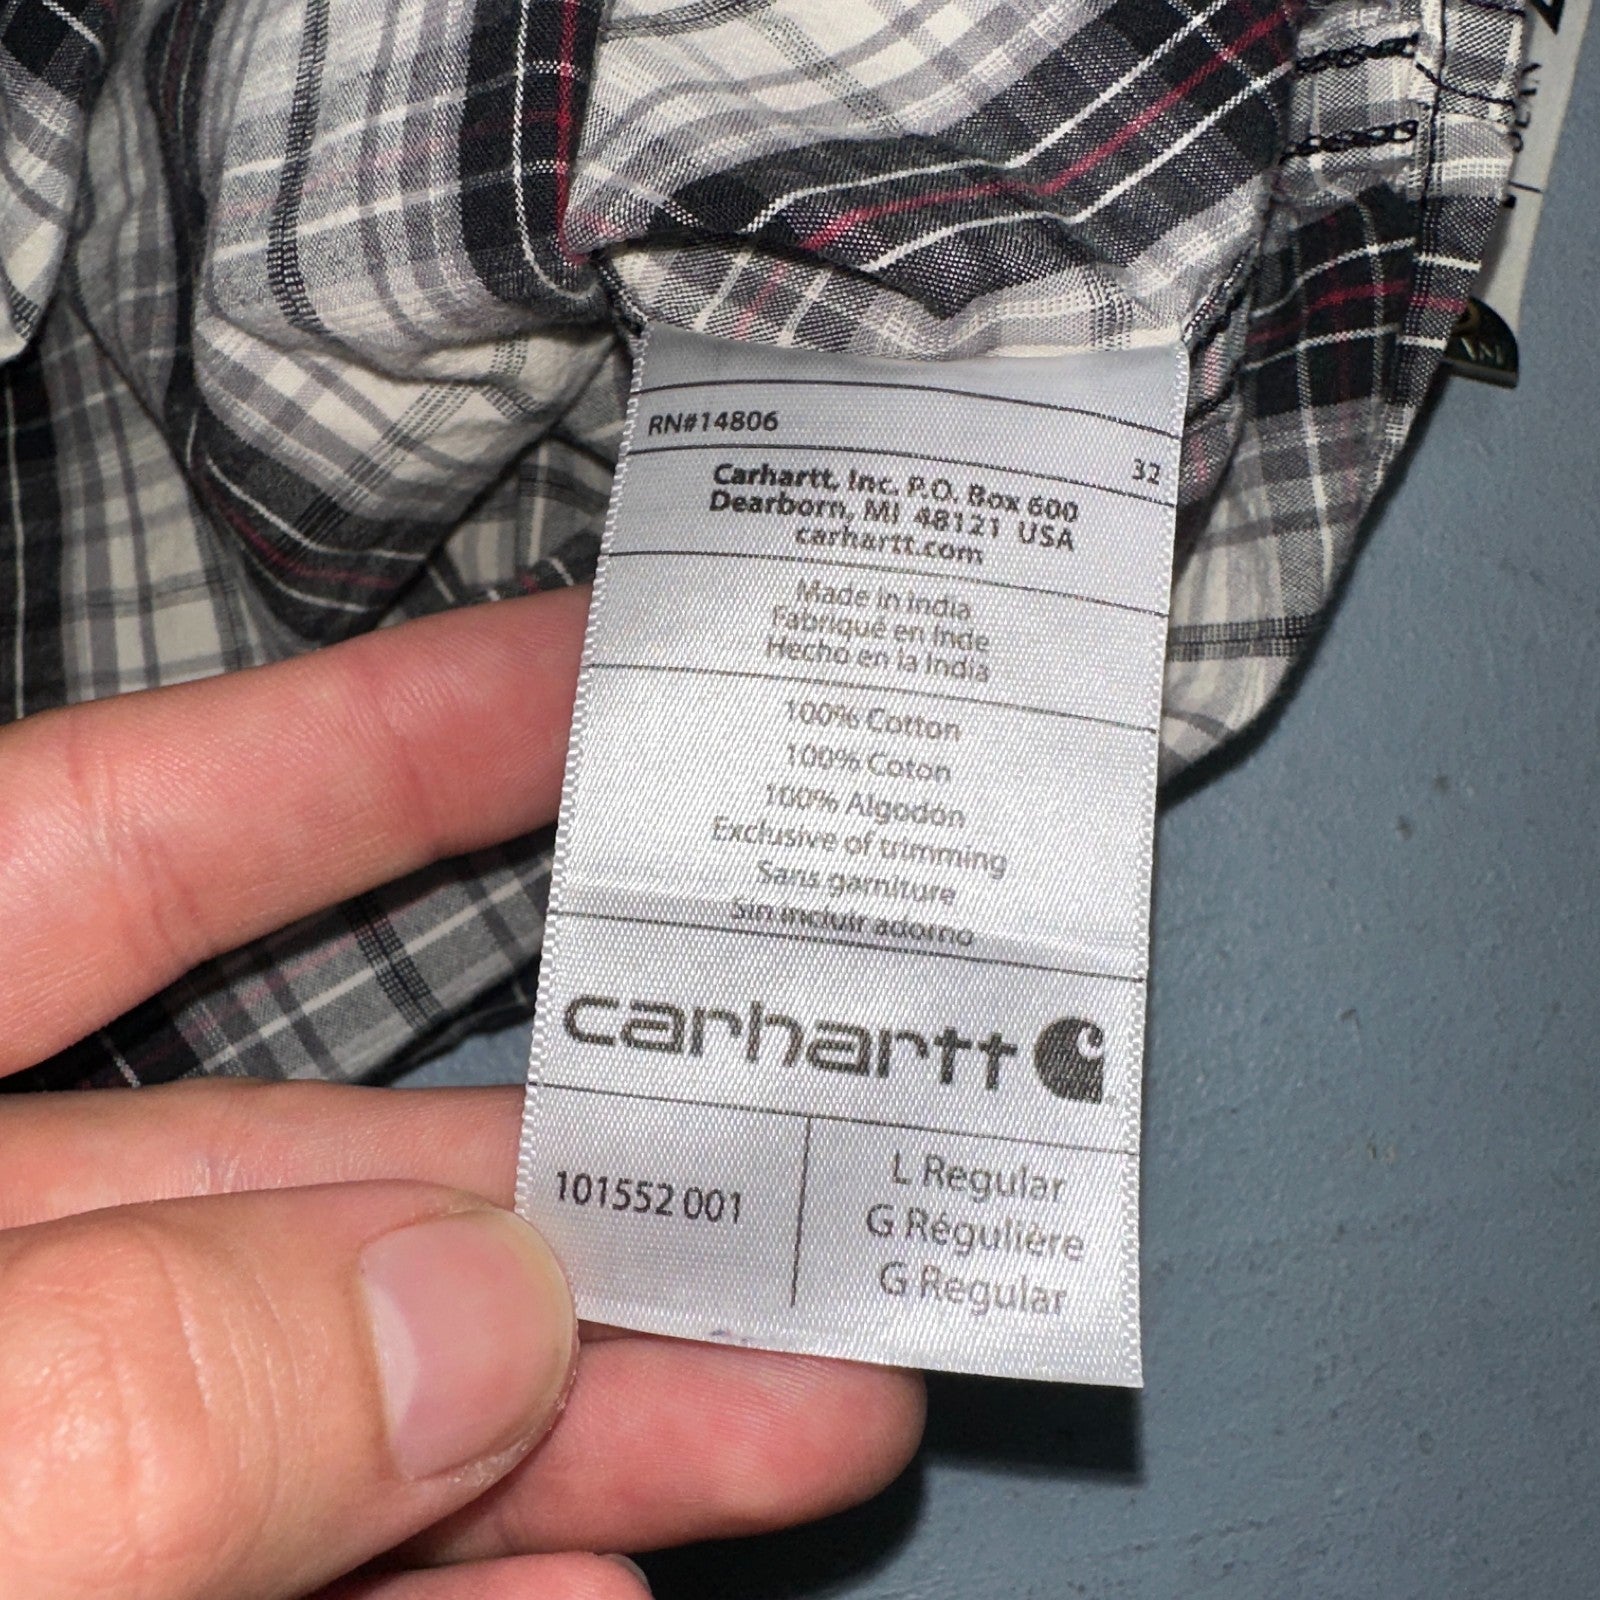 RN#14806
32
Carhartt, Inc. P.O. Box 600
Dearborn, MI 48121 USA
carhartt.com
Made in India
Fabriqué en Inde
Hecho en la India
100% Cotton
100% Coton
100% Algodón
Exclusive of trimming
Sans garniture
Sin incluir adorno
carhartt
101552 001
L Regular
G Régulière
G Regular